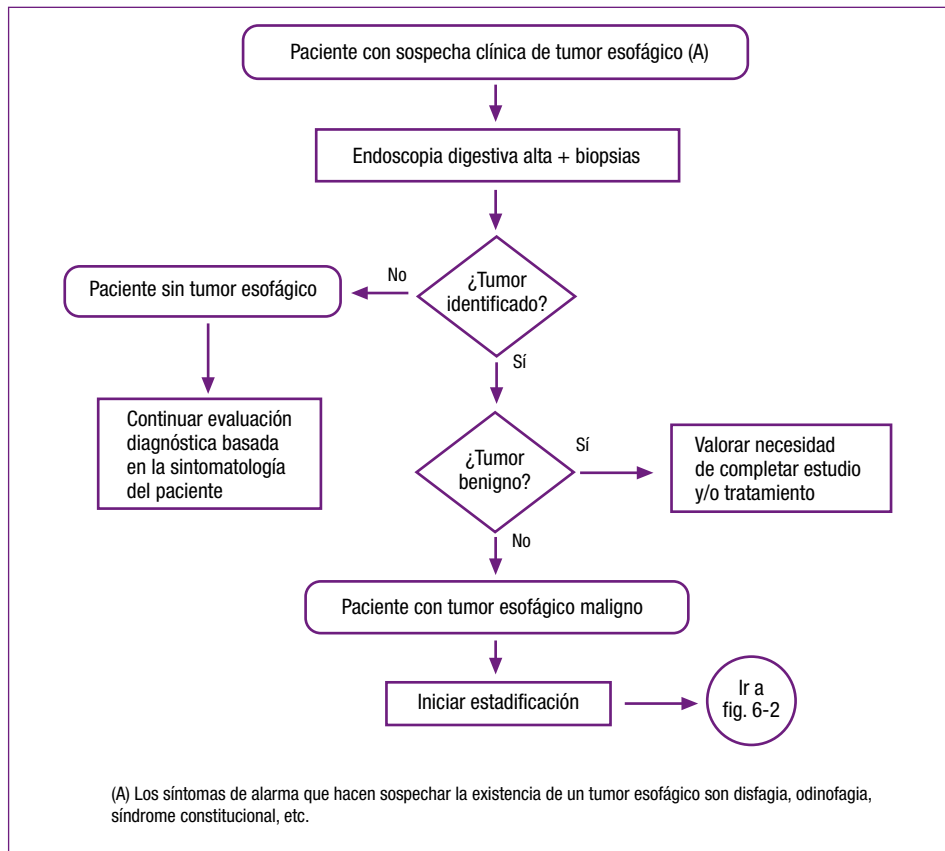 Paciente con sospecha clínica de tumor esofágico (A)
Endoscopia digestiva alta + biopsias
¿Tumor
identificado?
No
Paciente sin tumor esofágico
Continuar evaluación
diagnóstica basada
en la sintomatología
del paciente
Sí
¿Tumor
benigno?
Sí
Valorar necesidad
de completar estudio
y/o tratamiento
No
Paciente con tumor esofágico maligno
Iniciar estadificación
Ir a
fig. 6-2
(A) Los síntomas de alarma que hacen sospechar la existencia de un tumor esofágico son disfagia, odinofagia,
síndrome constitucional, etc.